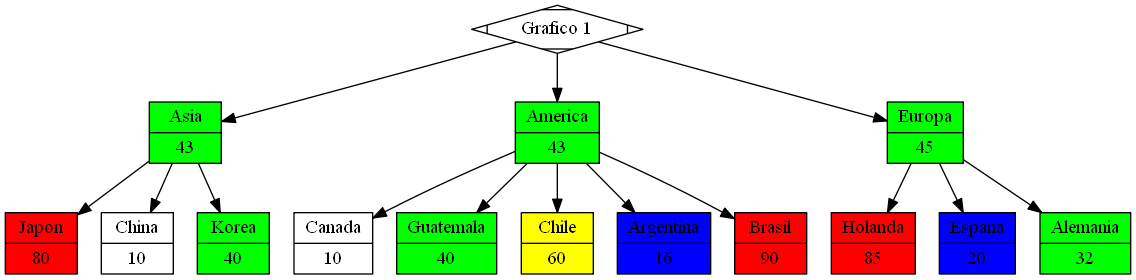 Grafico 1
Asia
43
America
43
Europa
45
Japon
80
China
10
Korea
40
Canada
10
Guatemala
40
Chile
60
Argentina
16
Brasil
90
Holanda
85
Espana
20
Alemania
32